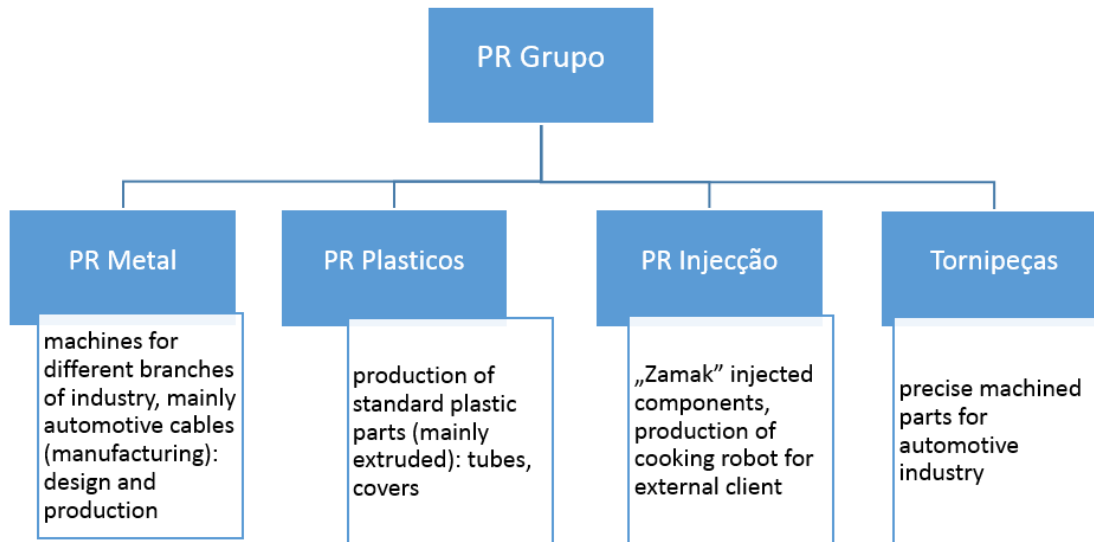 PR Grupo
PR Metal
machines for
different branches
of industry, mainly
automotive cables
(manufacturing):
design and
production
PR Plasticos
production of
standard plastic
parts (mainly
extruded): tubes,
covers
PR Injecção
„Zamak” injected
components,
production of
cooking robot for
external client
Tornipeças
precise machined
parts for
automotive
industry